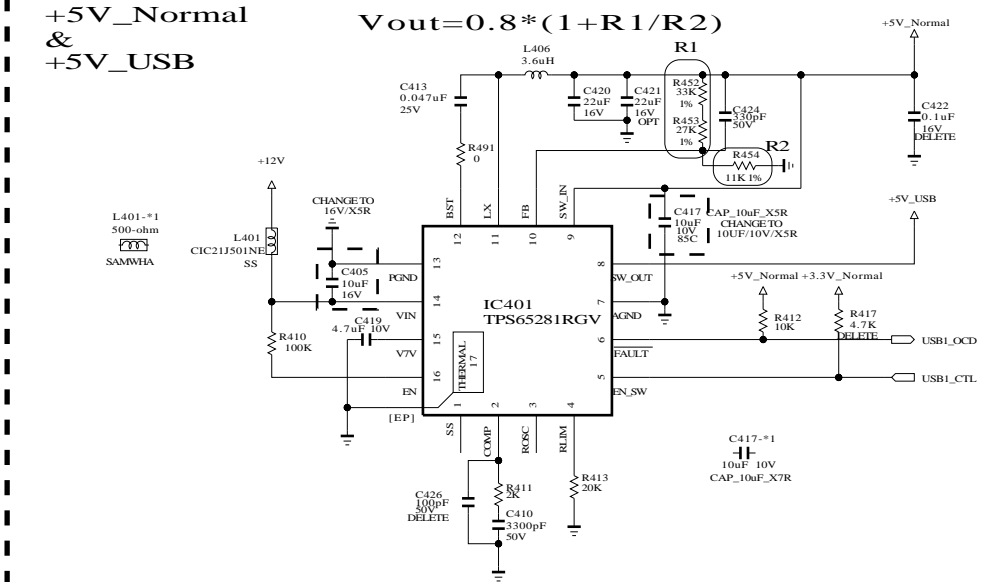 +5V_Normal
&
+5V_USB
Vout=0.8*(1+R1/R2)
+5V_Normal
R1
L406
3.6uH
C413
0.047uF
25V
C420
22uF
16V
C421
22uF
16V
OPT
R452
33K
1%
R453
27K
1%
C424
330pF
50V
C422
0.1uF
16V
DELETE
R491
0
R2
R454
11K 1%
+12V
CHANGE TO
16V/X5R
BST
LX
FB
SW_IN
12
11
10
9
C417
10uF
10V
85C
CAP_10uF_X5R
CHANGE TO
10UF/10V/X5R
+5V_USB
L401-*1
500-ohm
SAMWHA
L401
CIC21J501NE
SS
C405
10uF
16V
13
PGND
14
VIN
15
V7V
16
EN
[EP]
C419
4.7uF 10V
R410
100K
IC401
TPS65281RGV
THERMAL
17
8
SW_OUT
7
AGND
6
FAULT
5
EN_SW
+5V_Normal
+3.3V_Normal
R412
10K
R417
4.7K
DELETE
USB1_OCD
USB1_CTL
1
2
3
4
SS
COMP
ROSC
RLIM
C426
100pF
50V
DELETE
R411
2K
C410
3300pF
50V
R413
20K
C417-*1
10uF 10V
CAP_10uF_X7R